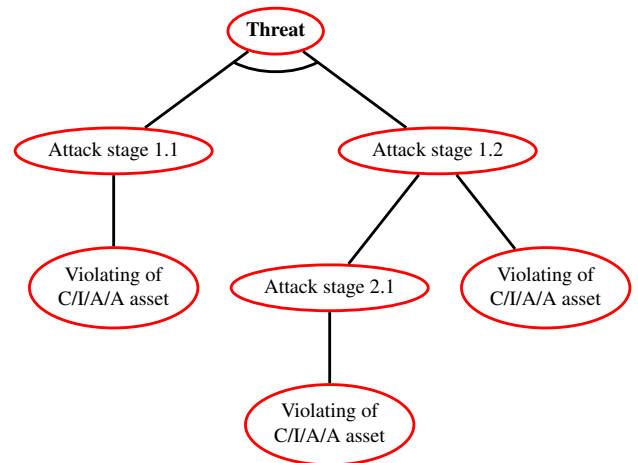 Threat
Attack stage 1.1
Attack stage 1.2
Violating of
C/I/A/A asset
Attack stage 2.1
Violating of
C/I/A/A asset
Violating of
C/I/A/A asset